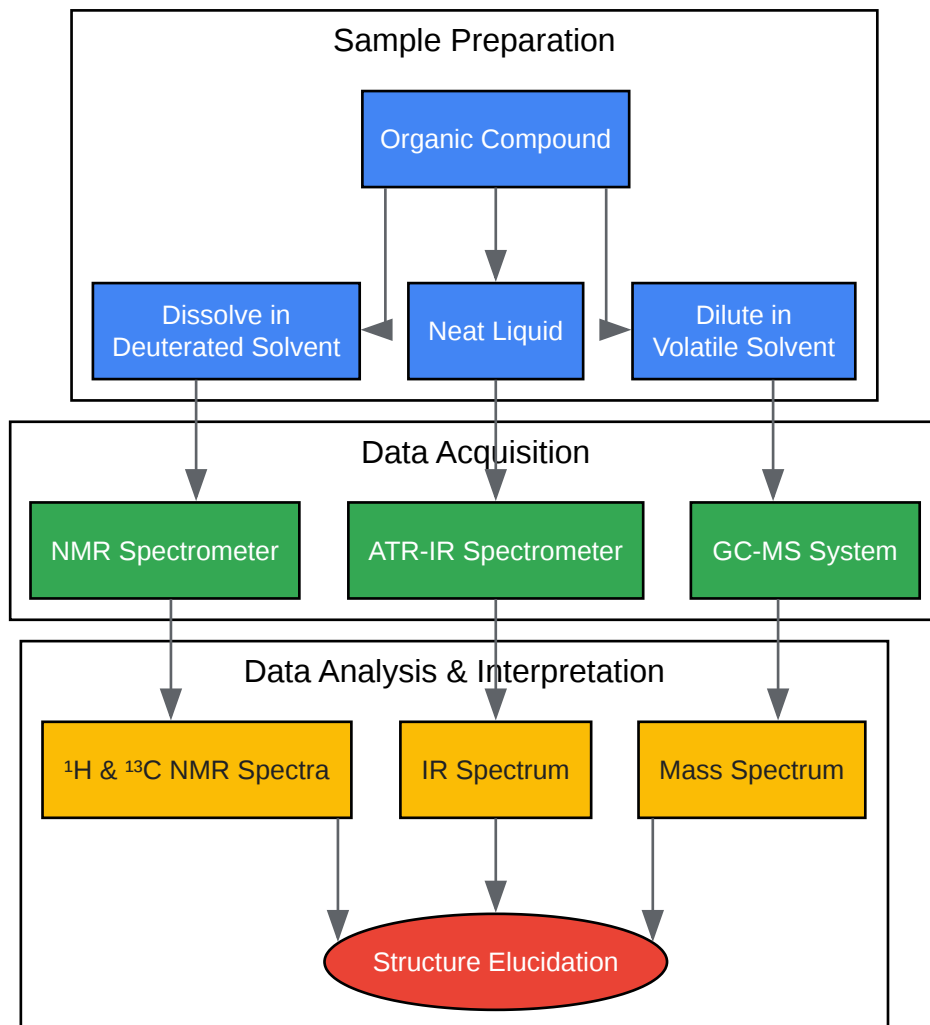 Sample Preparation
Organic Compound
Dissolve in
Deuterated Solvent
Neat Liquid
Dilute in
Volatile Solvent
Data Acquisition
NMR Spectrometer
ATR-IR Spectrometer
GC-MS System
Data Analysis & Interpretation
¹H & ¹³C NMR Spectra
IR Spectrum
Mass Spectrum
Structure Elucidation